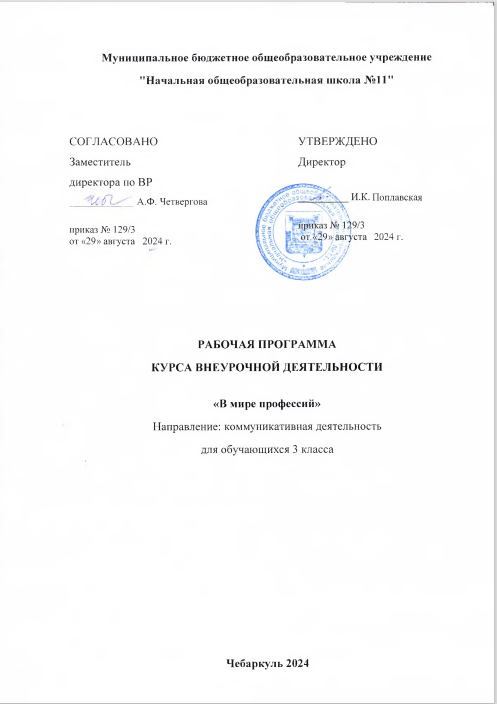 Муниципальное бюджетное общеобразовательное учреждение
"Начальная общеобразовательная школа №11"
СОГЛАСОВАНО
Заместитель
директора по ВР
А.Ф. Четвергова
приказ № 129/3
от «29» августа 2024 г.
УТВЕРЖДЕНО
Директор
И.К. Поплавская
приказ № 129/3
от «29» августа 2024 г.
РАБОЧАЯ ПРОГРАММА
КУРСА ВНЕУРОЧНОЙ ДЕЯТЕЛЬНОСТИ
«В мире профессий»
Направление: коммуникативная деятельность
для обучающихся 3 класса
Чебаркуль 2024